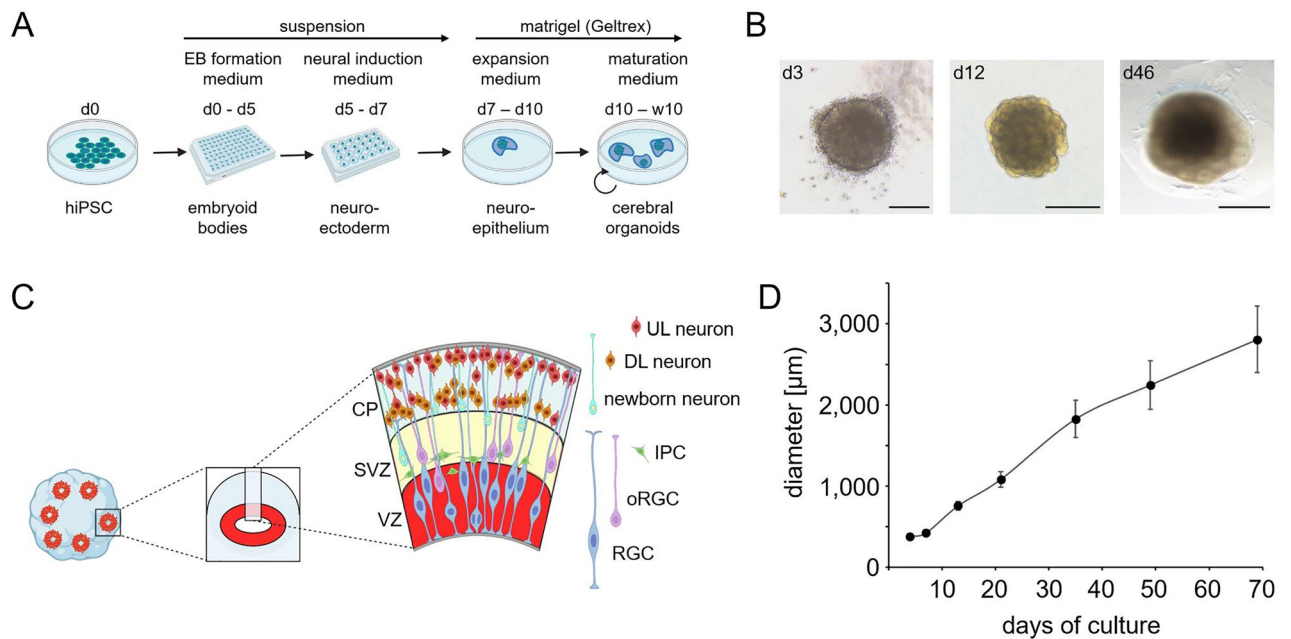 A
suspension
matrigel (Geltrex)
EB formation
medium
neural induction
medium
expansion
medium
maturation
medium
d0
d0 - d5
d5 - d7
d7 – d10
d10 – w10
hiPSC
embryoid
bodies
neuro-
ectoderm
neuro-
epithelium
cerebral
organoids
B
d3
d12
d46
C
CP
SVZ
VZ
UL neuron
DL neuron
newborn neuron
IPC
oRGC
RGC
D
diameter [µm]
3,000
2,000
1,000
0
10
20
30
40
50
60
70
days of culture